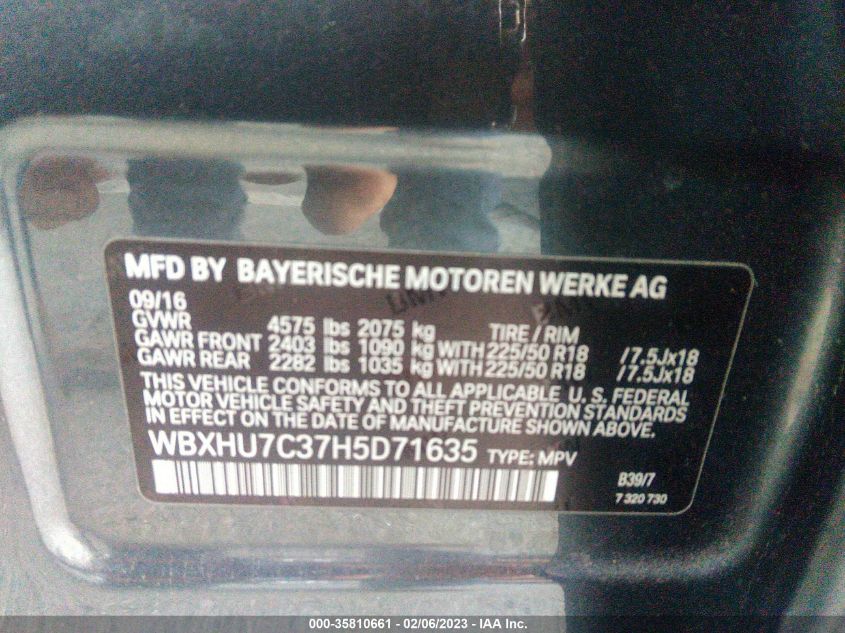 MFD BY BAYERISCHE MOTOREN WERKE AG
09/16
GVWR 4575 lbs 2075 kg TIRE / RIM
GAWR FRONT 2403 lbs 1090 kg WITH 225/50 R18 /7.5Jx18
GAWR REAR 2282 lbs 1035 kg WITH 225/50 R18 /7.5Jx18
THIS VEHICLE CONFORMS TO ALL APPLICABLE U. S. FEDERAL
MOTOR VEHICLE SAFETY AND THEFT PREVENTION STANDARDS
IN EFFECT ON THE DATE OF MANUFACTURE SHOWN ABOVE.
WBXHU7C37H5D71635 TYPE: MPV
B39/7
7 320 730
000-35810661 - 02/06/2023 - IAA Inc.